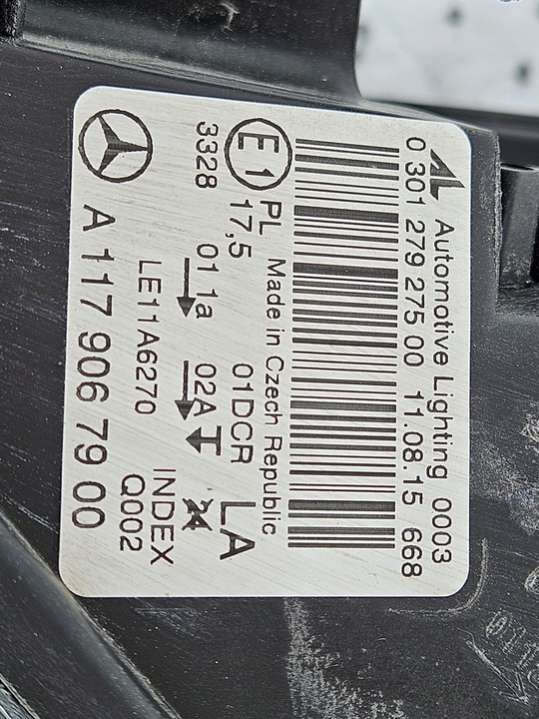 AL Automotive Lighting 0003
0 301 279 275 00 11.08.15 668
PL Made in Czech Republic
E1 17,5 01DCR LA
3328 01 1a 02A
INDEX
LE11A6270 Q002
A 117 906 79 00